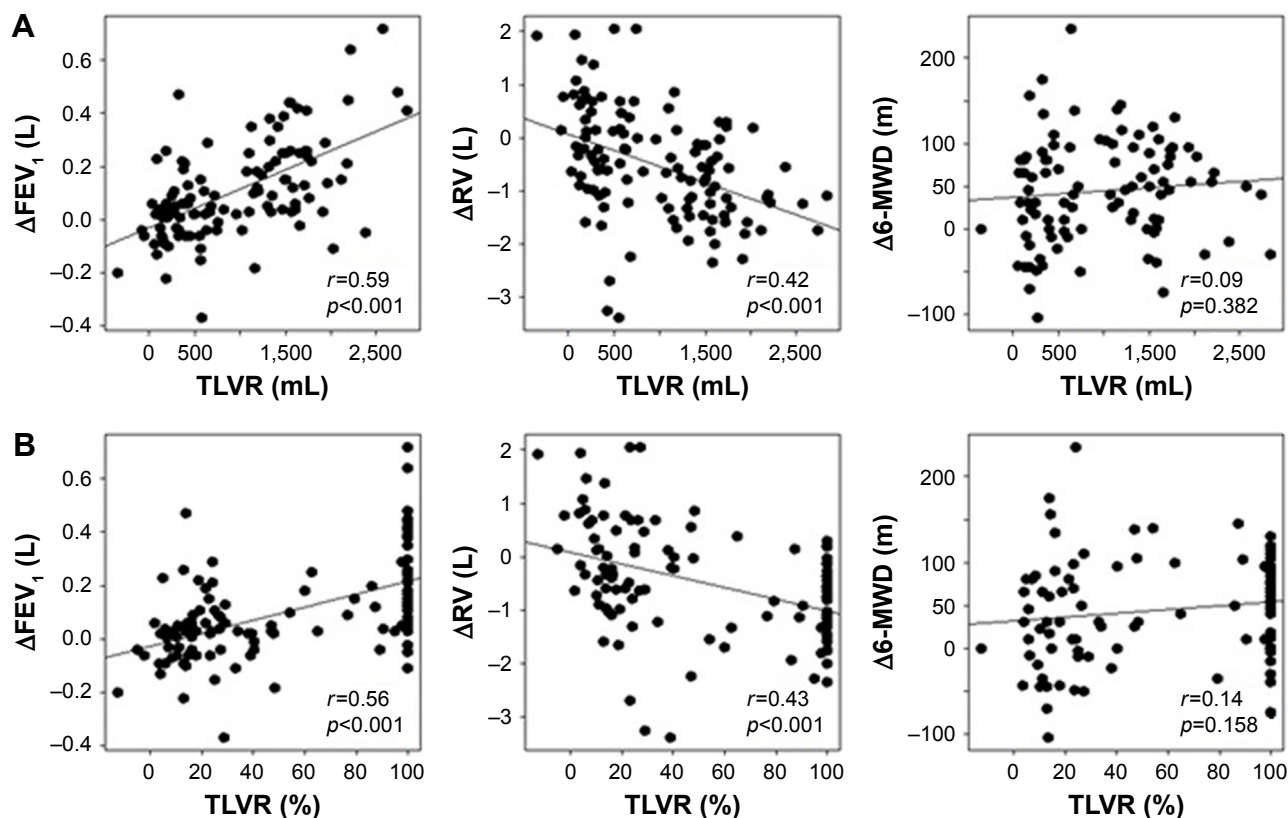 A
ΔFEV1 (L)
0.6
0.4
0.2
0.0
–0.2
–0.4
r=0.59
p<0.001
0 500 1,500 2,500
TLVR (mL)
ΔRV (L)
2
1
0
–1
–2
–3
r=0.42
p<0.001
0 500 1,500 2,500
TLVR (mL)
Δ6-MWD (m)
200
100
50
0
–100
r=0.09
p=0.382
0 500 1,500 2,500
TLVR (mL)
B
ΔFEV1 (L)
0.6
0.4
0.2
0.0
–0.2
–0.4
r=0.56
p<0.001
0 20 40 60 80 100
TLVR (%)
ΔRV (L)
2
1
0
–1
–2
–3
r=0.43
p<0.001
0 20 40 60 80 100
TLVR (%)
Δ6-MWD (m)
200
100
50
0
–100
r=0.14
p=0.158
0 20 40 60 80 100
TLVR (%)